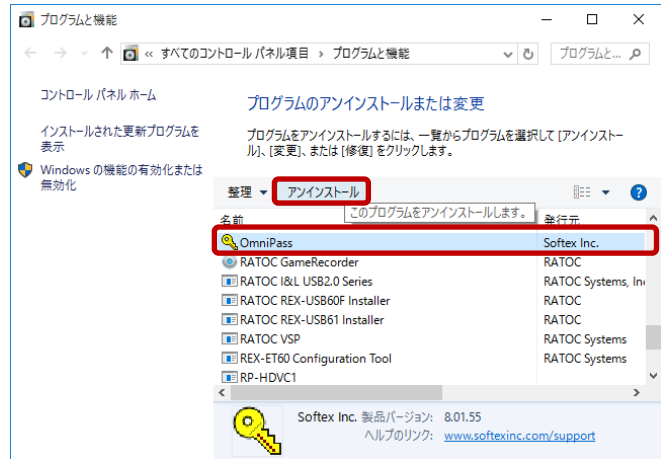 プログラムと機能
« すべてのコントロール パネル項目 › プログラムと機能
プログラムと...
コントロール パネル ホーム
インストールされた更新プログラムを
表示
Windows の機能の有効化または
無効化
プログラムのアンインストールまたは変更
プログラムをアンインストールするには、一覧からプログラムを選択して [アンインストー
ル]、[変更]、または [修復] をクリックします。
整理 アンインストール
このプログラムをアンインストールします。
名前 発行元
OmniPass Softex Inc.
RATOC GameRecorder RATOC
RATOC I&L USB2.0 Series RATOC Systems, In
RATOC REX-USB60F Installer RATOC
RATOC REX-USB61 Installer RATOC
RATOC VSP RATOC Systems
REX-ET60 Configuration Tool RATOC Systems
RP-HDVC1
Softex Inc. 製品バージョン: 8.01.55
ヘルプのリンク: www.softexinc.com/support